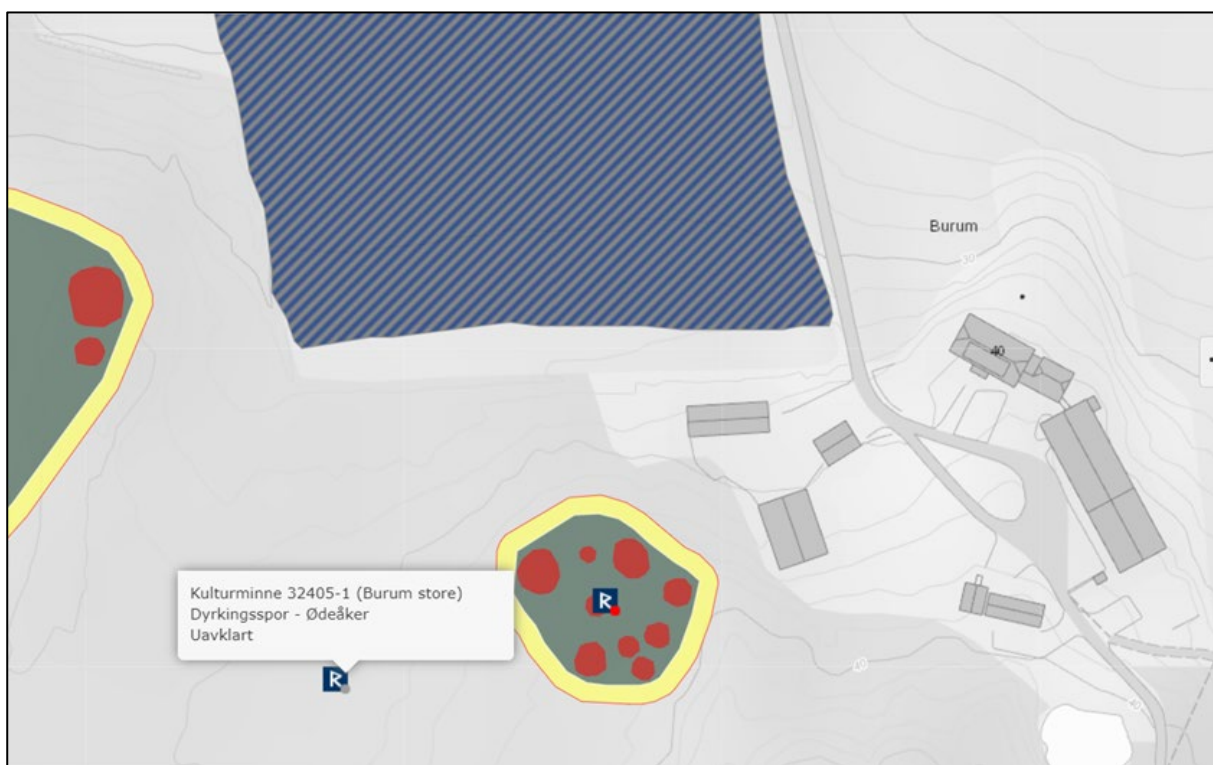 Burum
30
40
Kulturminne 32405-1 (Burum store)
Dyrkingsspor - Ødeåker
Uavklart
R
R
40
40